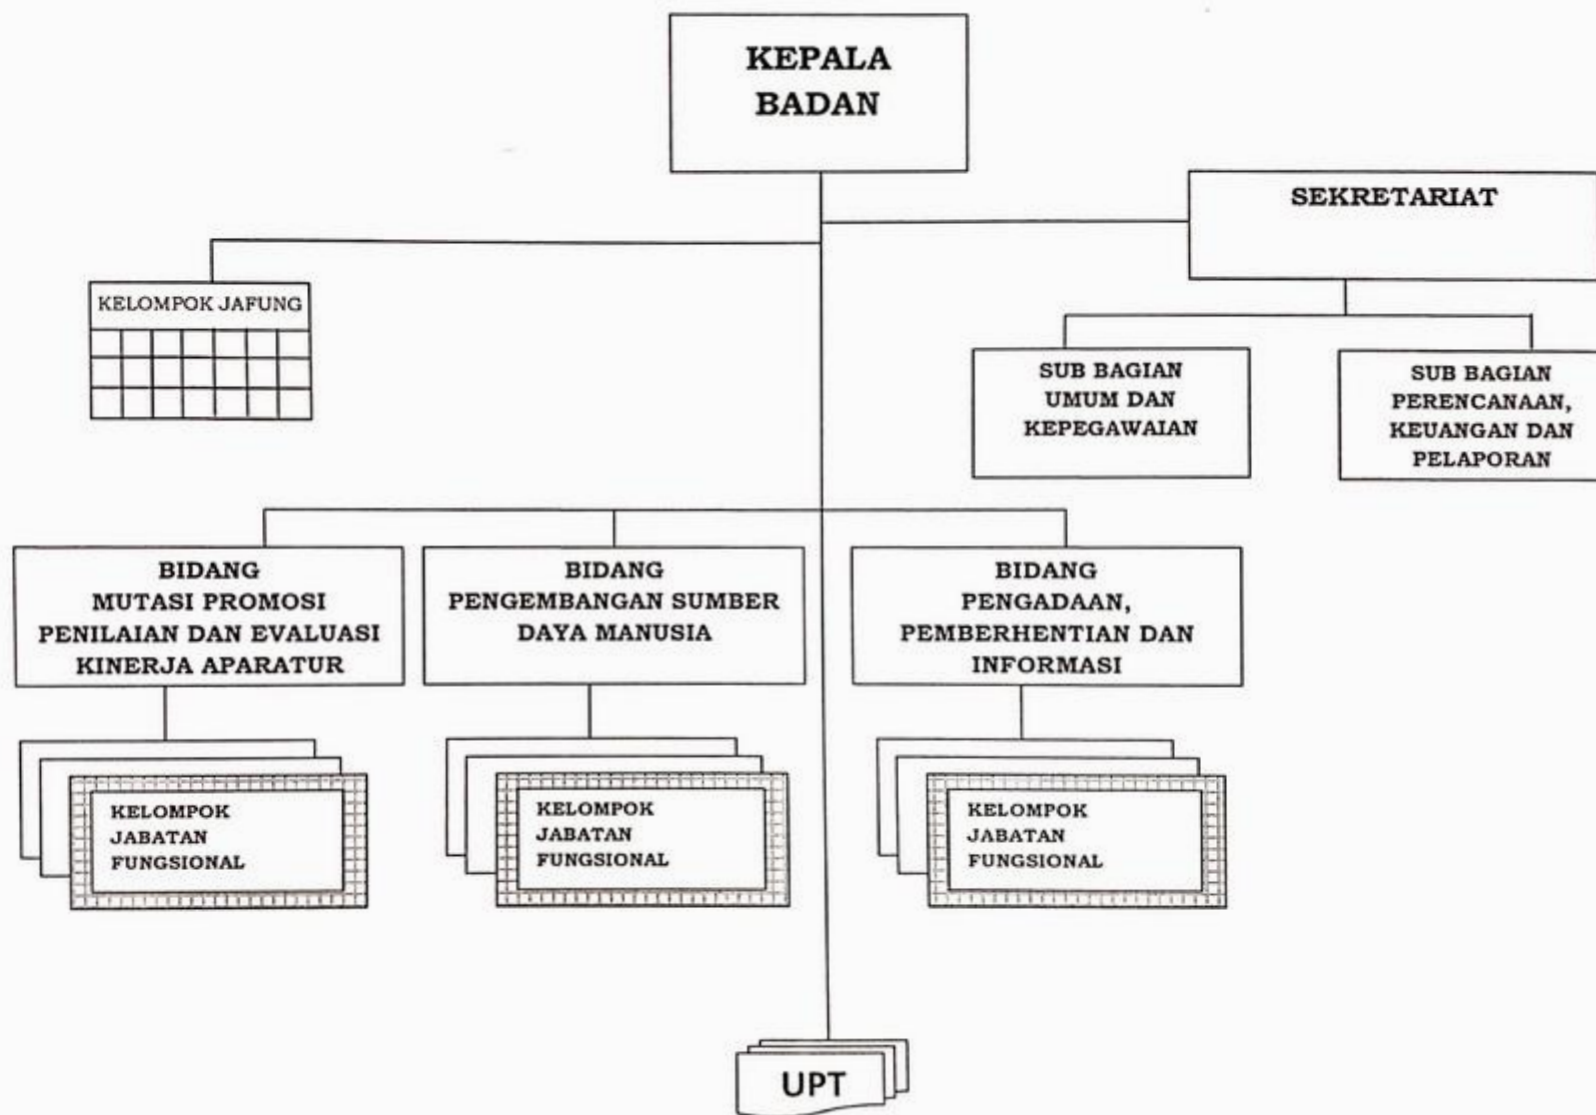 KEPALA
BADAN
SEKRETARIAT
KELOMPOK JAFUNG
SUB BAGIAN
UMUM DAN
KEPEGAWAIAN
SUB BAGIAN
PERENCANAAN,
KEUANGAN DAN
PELAPORAN
BIDANG
MUTASI PROMOSI
PENILAIAN DAN EVALUASI
KINERJA APARATUR
BIDANG
PENGEMBANGAN SUMBER
DAYA MANUSIA
BIDANG
PENGADAAN,
PEMBERHENTIAN DAN
INFORMASI
KELOMPOK
JABATAN
FUNGSIONAL
KELOMPOK
JABATAN
FUNGSIONAL
KELOMPOK
JABATAN
FUNGSIONAL
UPT